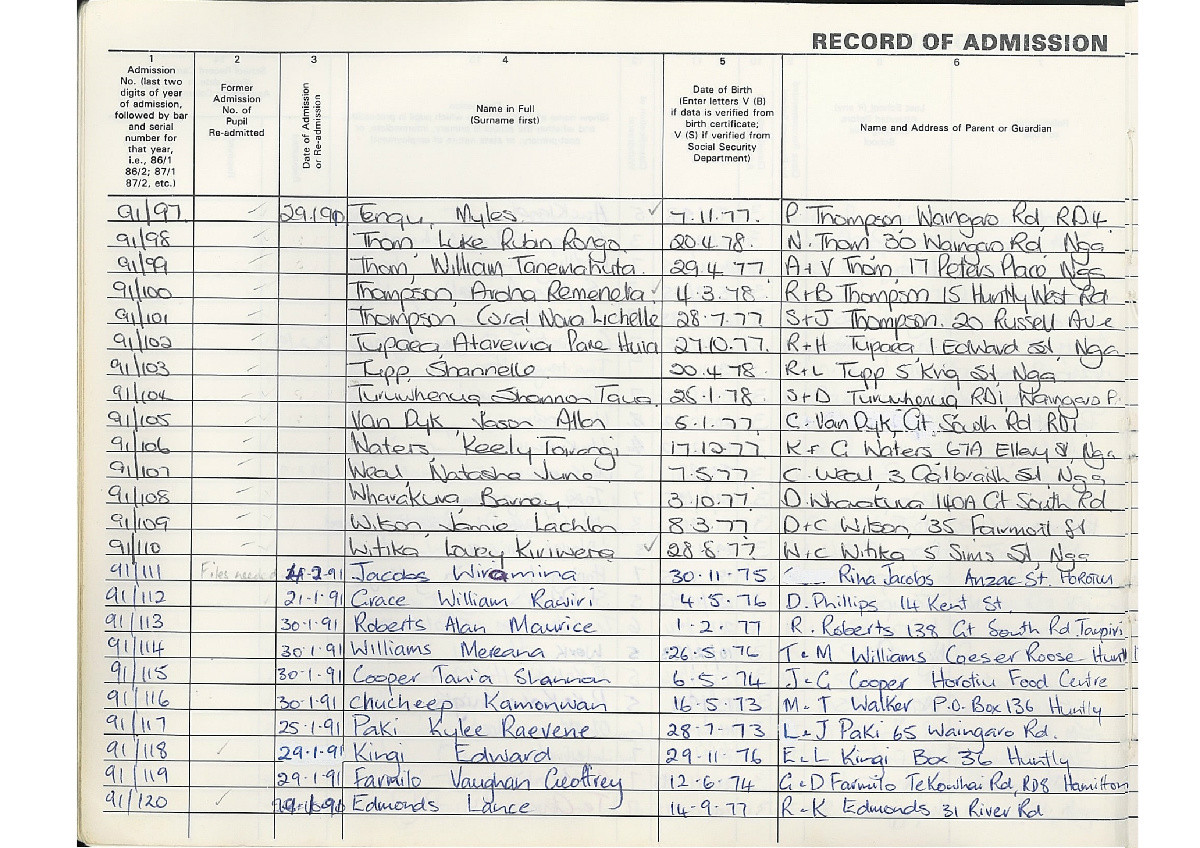 RECORD OF ADMISSION
1 2 3 4 5 6
Admission No. (last two digits of year of admission, followed by bar and serial number for that year, i.e., 86/1 86/2; 87/1 87/2, etc.)
Former Admission No. of Pupil Re-admitted
Date of Admission or Re-admission
Name in Full (Surname first)
Date of Birth (Enter letters V (B) if data is verified from birth certificate; V (S) if verified from Social Security Department)
Name and Address of Parent or Guardian
91/97 29.1.90 Tengu, Myles ✓ 7.11.77. P. Thompson, Waingaro Rd, RD4
91/98 Thom, Luke Rubin Rongo 20.4.78. N. Thom 30 Waingaro Rd, Nga
91/99 Thom, William Tanemahuta. 29.4.77 A+V Thom, 17 Peters Place, Nga
91/100 Thompson, Remenetia ✓ 4.3.78. R+B Thompson 15 Huntly West Rd
91/101 Thompson Coral Nova Lichelle 28.7.77 S+J Thompson. 20 Russell Ave
91/102 Tupaea, Pare Huia 27.10.77. R+H Tupaea 1 Edward St, Nga
91/103 Tupp, Shannelle 20.4.78. R+L Tupp 5 St, Nga
91/104 Turuwhenua Shannon 25.1.78. S+D Turuwhenua RD1, Waingaro
91/105 Van Dyk, Jason Allan 6.1.77. C. Van Dyk, Gt South Rd RD1
91/106 Waters, Keely 17.12.77 K+G Waters 67A Ellery St, Nga
91/107 Weal, Natasha June 7.5.77 C. Weal, 3 Galbraith St, Nga
91/108 Wharakura, Barney 3.10.77. D. Wharakura 140A Gt South Rd
91/109 Wilson, Jamie Lachlan 8.3.77 D+C Wilson, 35 St
91/110 Witika, Kiriwera ✓ 28.8.77. W+C Witika 5 Sims St, Nga
91/111 Files 91 Jacobs Wiramina 30.11.75 Rina Jacobs Anzac St. Horotiu
91/112 21.1.91 Grace William Rawiri 4.5.76 D. Phillips 14 Kent St.
91/113 30.1.91 Roberts Alan Maurice 1.2.77 R. Roberts 138 Gt South Rd Taupiri
91/114 30.1.91 Williams Mereana 26.5.76 T&M Williams Caeser Roose
91/115 30.1.91 Cooper Tania Shannon 6.5.74 J&G Cooper Horotiu Food Centre
91/116 30.1.91 Chucheep Kamonwan 16.5.73 M&T Walker P.O. Box 136 Huntly
91/117 25.1.91 Paki Kylee Raevene 28.7.73 L&J Paki 65 Waingaro Rd.
91/118 ✓ 29.1.91 Kingi Edward 29.11.76 E&L Kingi Box 36 Huntly
91/119 29.1.91 Farmilo Vaughan Geoffrey 12.6.74 G&D Farmilo TeKowhai Rd, RD8 Hamilton
91/120 ✓ Edmonds Lance 14.9.77 R&K Edmonds 31 River Rd